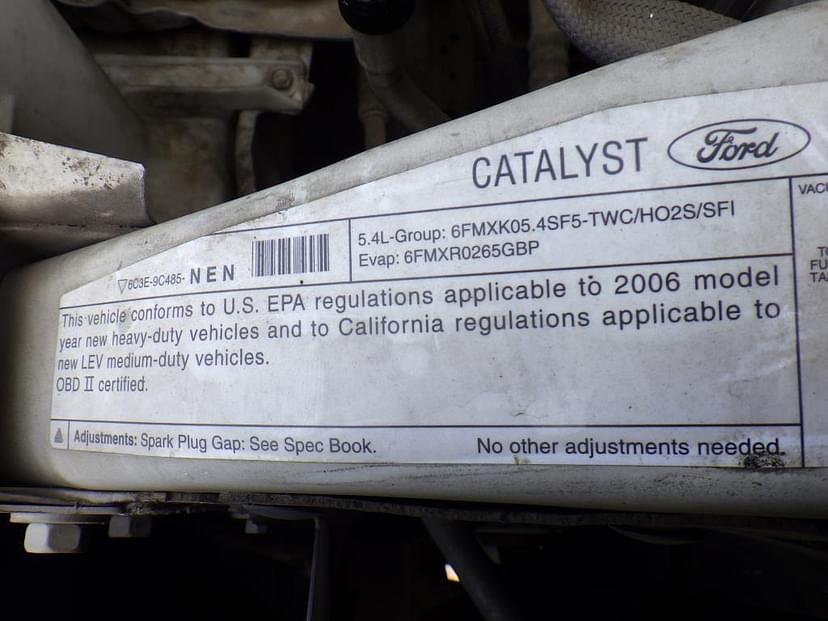 CATALYST Ford
5.4L-Group: 6FMXK05.4SF5-TWC/HO2S/SFI
Evap: 6FMXR0265GBP
6C3E-9C485- NEN
This vehicle conforms to U.S. EPA regulations applicable to 2006 model
year new heavy-duty vehicles and to California regulations applicable to
new LEV medium-duty vehicles.
OBD II certified.
Adjustments: Spark Plug Gap: See Spec Book. No other adjustments needed.